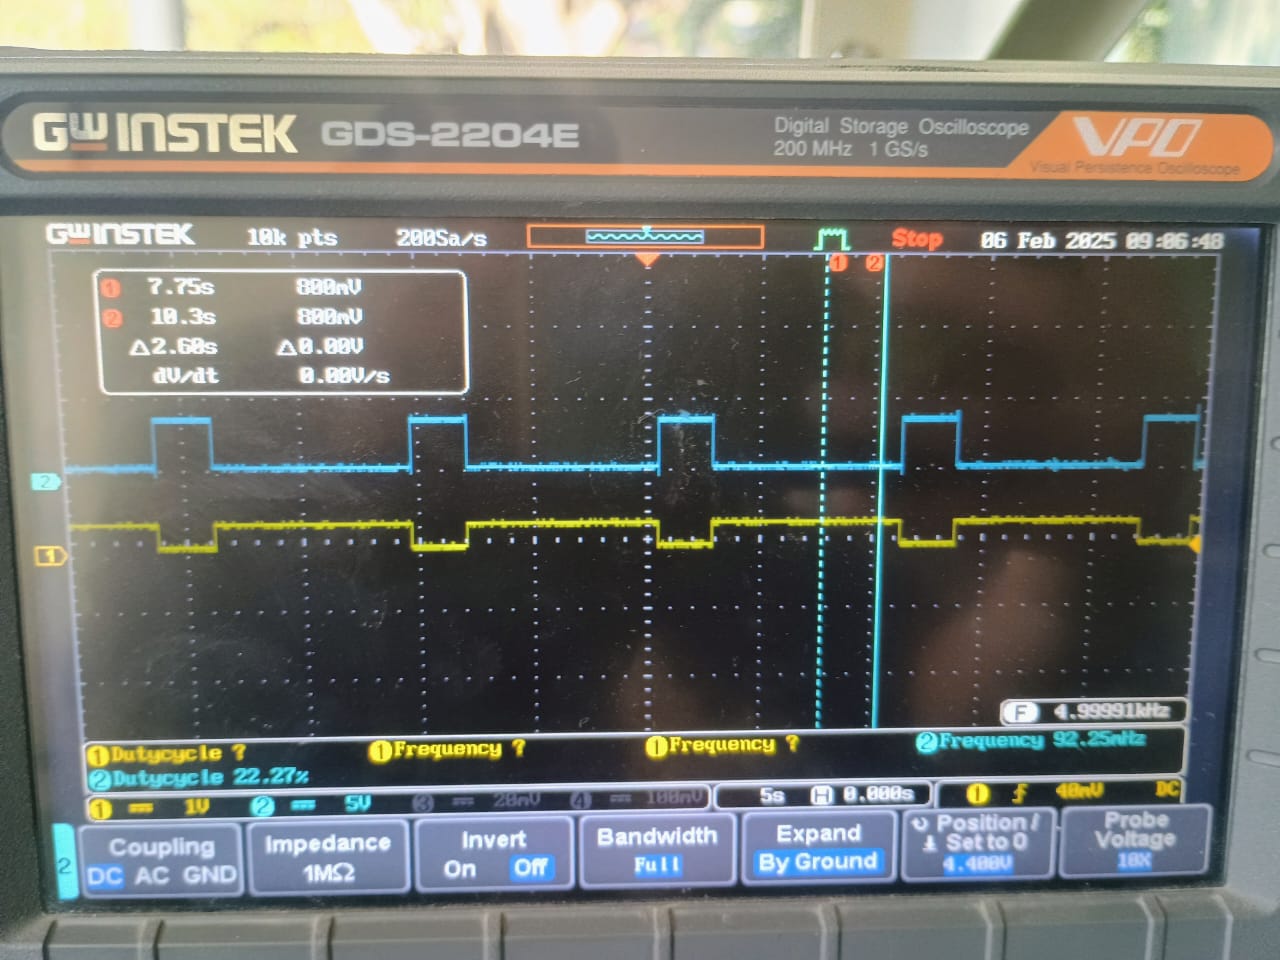 GWINSTEK GDS-2204E Digital Storage Oscilloscope VPO
200 MHz 1 GS/s Visual Persistence Oscilloscope
GWINSTEK 10k pts 200Sa/s Stop 06 Feb 2025 09:06:48
1 2
1 7.75s 800mV
2 10.3s 800mV
△2.60s △0.00V
dV/dt 0.00V/s
2
1
F 4.99991kHz
1 Dutycycle ? 1 Frequency ? 1 Frequency ? 2 Frequency 92.25mHz
2 Dutycycle 22.27%
1 1V 2 5V 3 20mV 4 100mV 5s H 0.000s 1 40mV DC
2
Coupling Impedance Invert Bandwidth Expand Position/ Probe
Set to 0 Voltage
DC AC GND 1MΩ On Off Full By Ground 4.400V 10X